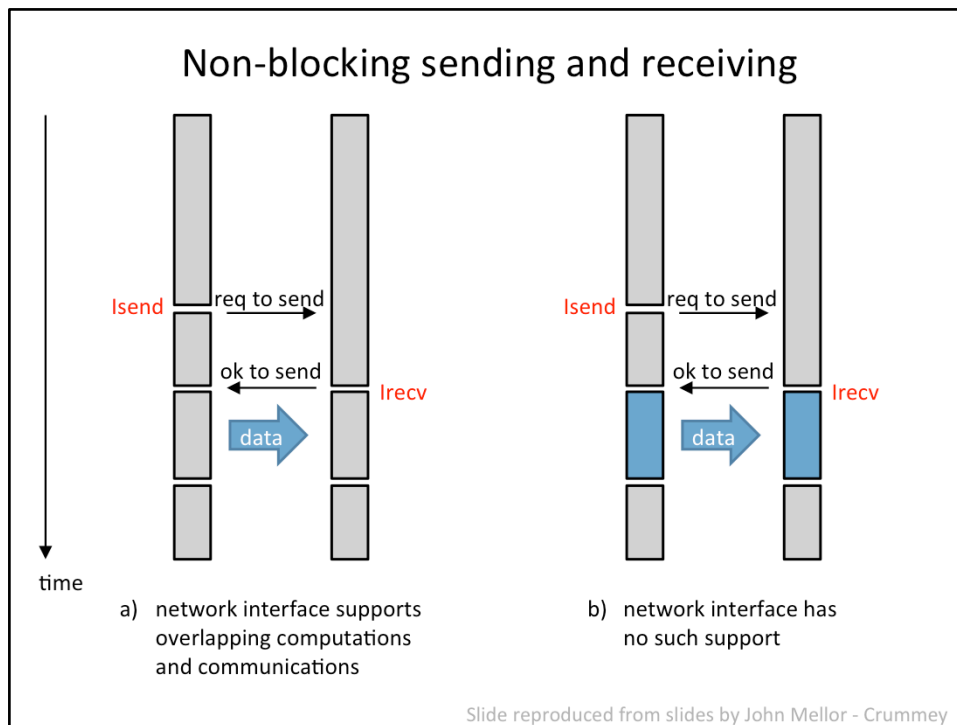 Non-blocking sending and receiving
Isend
req to send
ok to send
Irecv
data
Isend
req to send
ok to send
Irecv
data
time
a) network interface supports
overlapping computations
and communications
b) network interface has
no such support
Slide reproduced from slides by John Mellor - Crummey